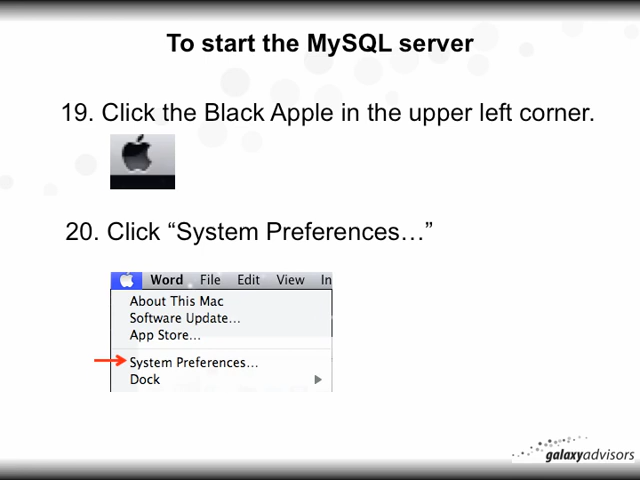 To start the MySQL server
19. Click the Black Apple in the upper left corner.
20. Click “System Preferences…”
Word File Edit View In
About This Mac
Software Update…
App Store…
System Preferences…
Dock
galaxyadvisors